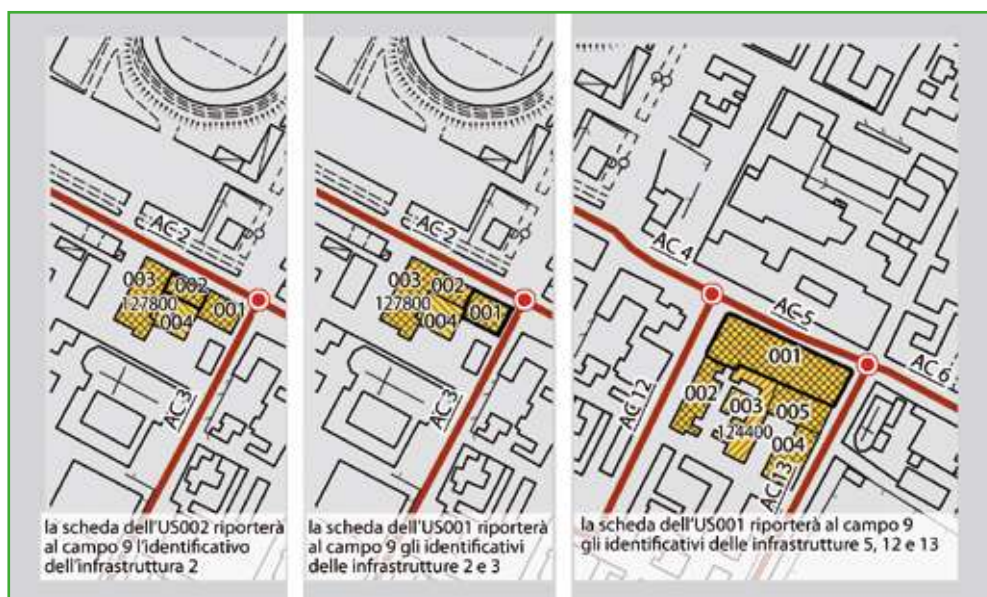 AC 2
003
002
127800
001
004
AC 3
la scheda dell'US002 riporterà
al campo 9 l'identificativo
dell'infrastruttura 2
AC 2
003
002
127800
001
004
AC 3
la scheda dell'US001 riporterà
al campo 9 gli identificativi
delle infrastrutture 2 e 3
AC 4
AC 5
001
AC 6
AC 12
002
003
005
124400
004
AC 13
la scheda dell'US001 riporterà al campo 9
gli identificativi delle infrastrutture 5, 12 e 13